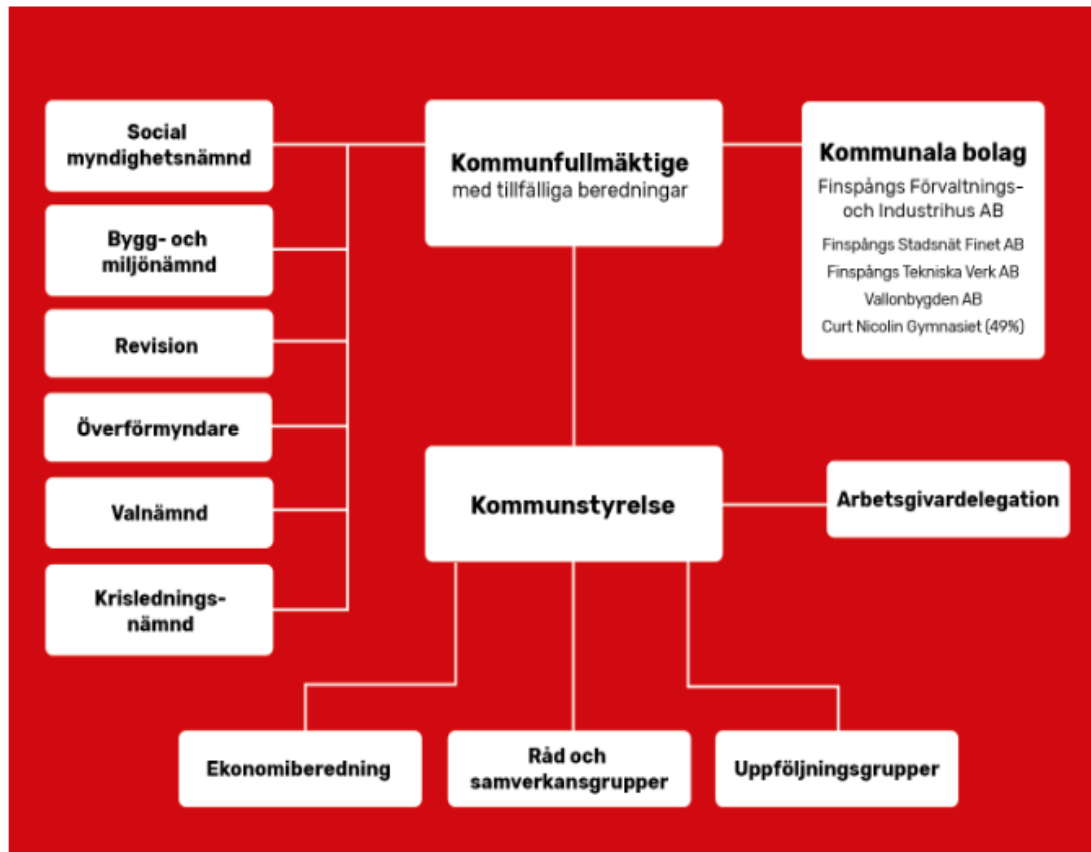 Social
myndighetsnämnd
Bygg- och
miljönämnd
Revision
Överförmyndare
Valnämnd
Krislednings-
nämnd
Kommunfullmäktige
med tillfälliga beredningar
Kommunala bolag
Finspångs Förvaltnings-
och Industrihus AB
Finspångs Stadsnät Finet AB
Finspångs Tekniska Verk AB
Vallonbygden AB
Curt Nicolin Gymnasiet (49%)
Kommunstyrelse
Arbetsgivardelegation
Ekonomiberedning
Råd och
samverkansgrupper
Uppföljningsgrupper